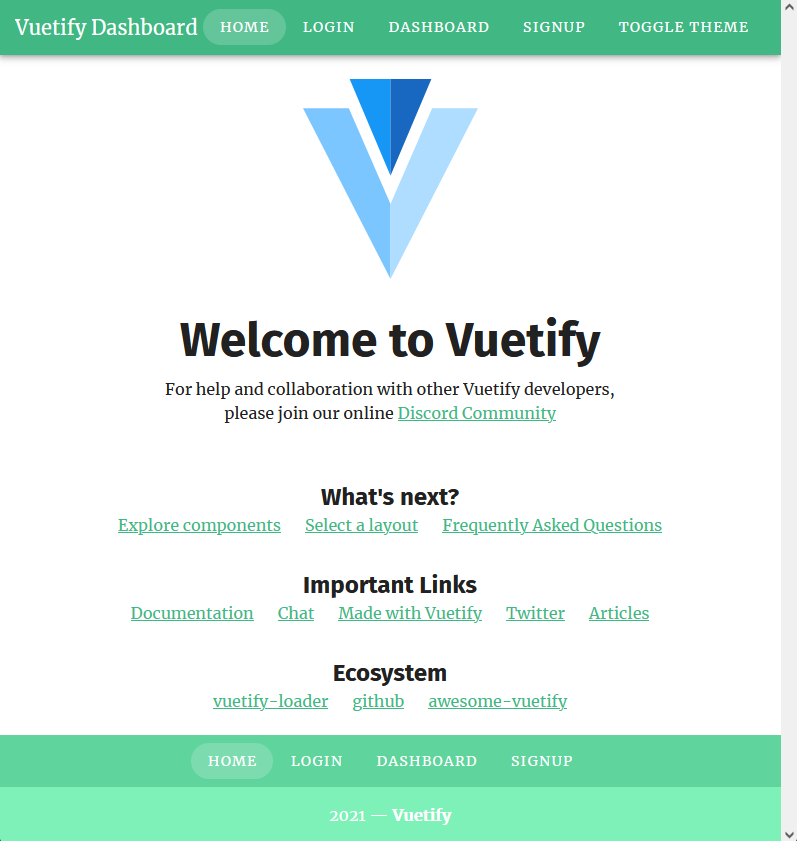 Vuetify Dashboard HOME LOGIN DASHBOARD SIGNUP TOGGLE THEME
Welcome to Vuetify
For help and collaboration with other Vuetify developers,
please join our online Discord Community
What's next?
Explore components Select a layout Frequently Asked Questions
Important Links
Documentation Chat Made with Vuetify Twitter Articles
Ecosystem
vuetify-loader github awesome-vuetify
HOME LOGIN DASHBOARD SIGNUP
2021 — Vuetify